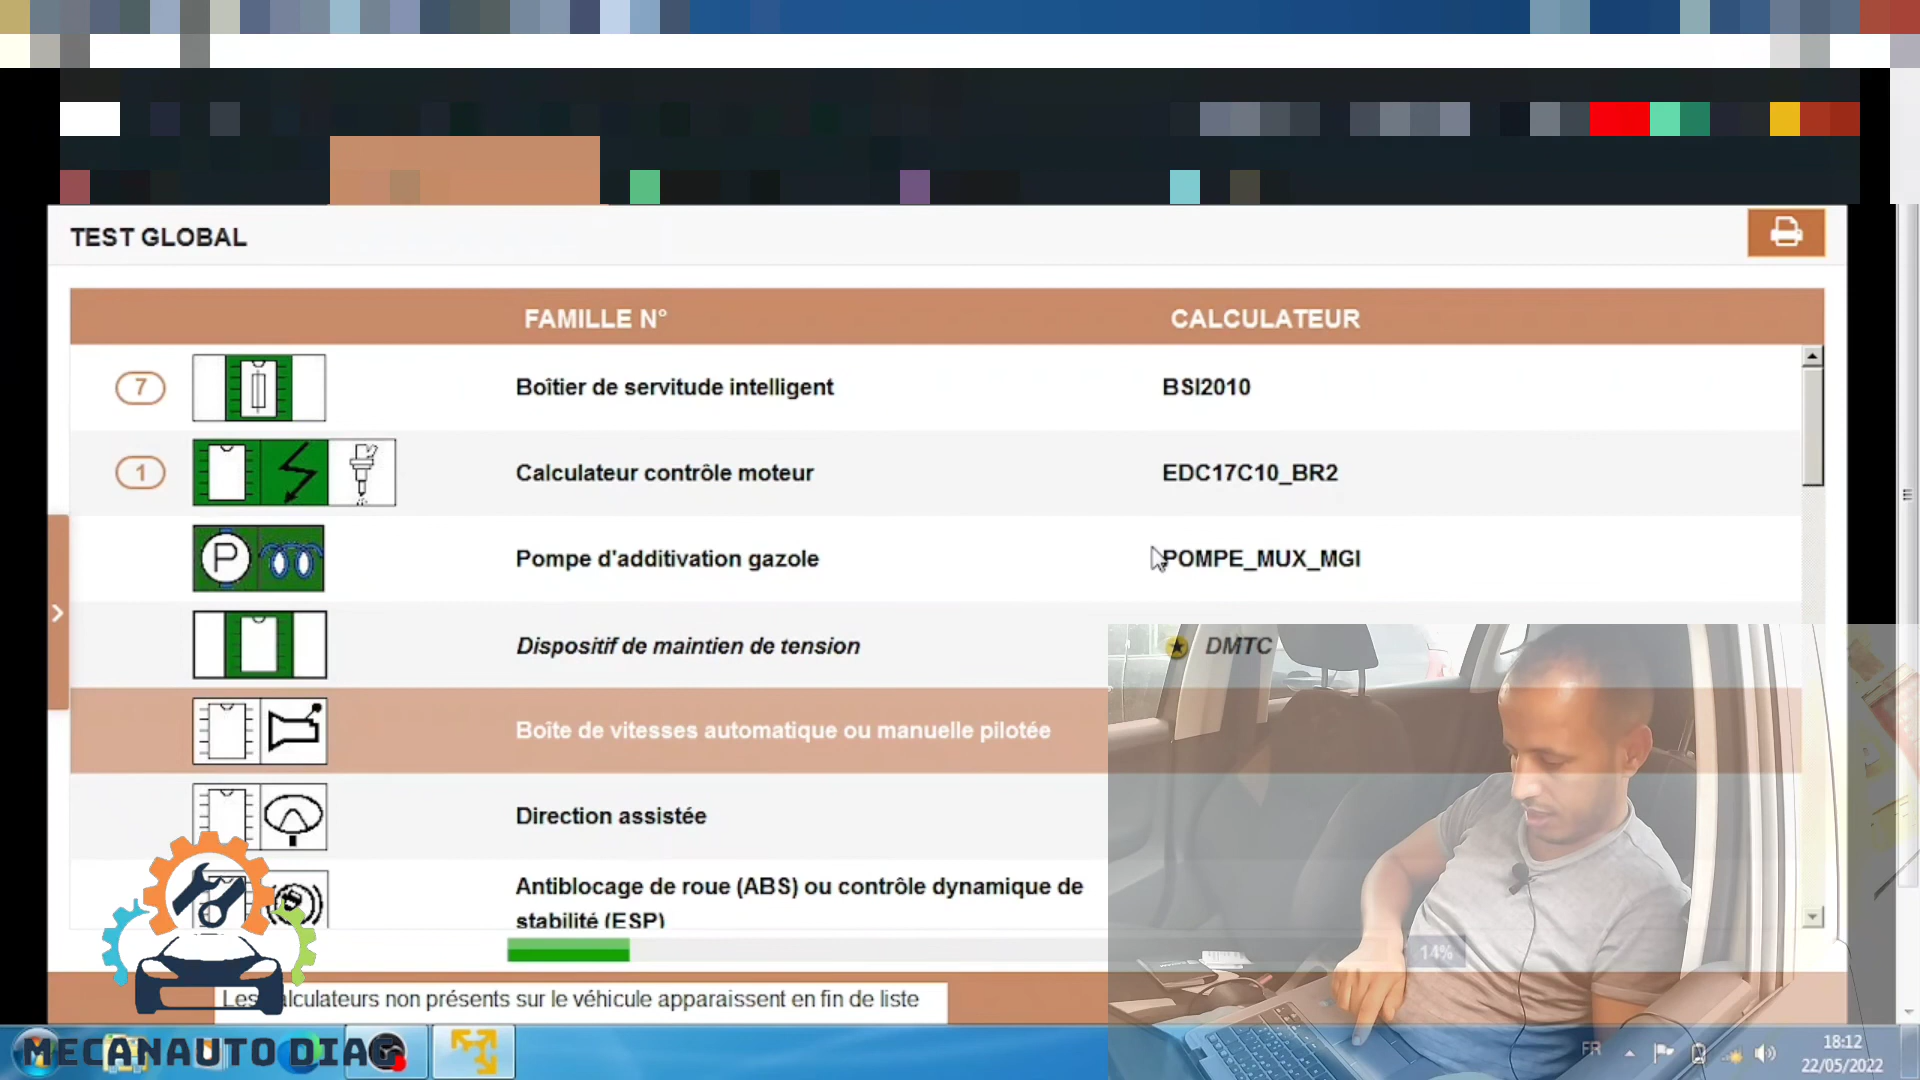 TEST GLOBAL
FAMILLE N° CALCULATEUR
7 Boîtier de servitude intelligent BSI2010
1 Calculateur contrôle moteur EDC17C10_BR2
P Pompe d'additivation gazole POMPE_MUX_MGI
Dispositif de maintien de tension DMTC
Boîte de vitesses automatique ou manuelle pilotée
Direction assistée
Antiblocage de roue (ABS) ou contrôle dynamique de
stabilité (ESP)
14%
Les calculateurs non présents sur le véhicule apparaissent en fin de liste
MECANAUTO DIAG
FR 18:12
22/05/2022